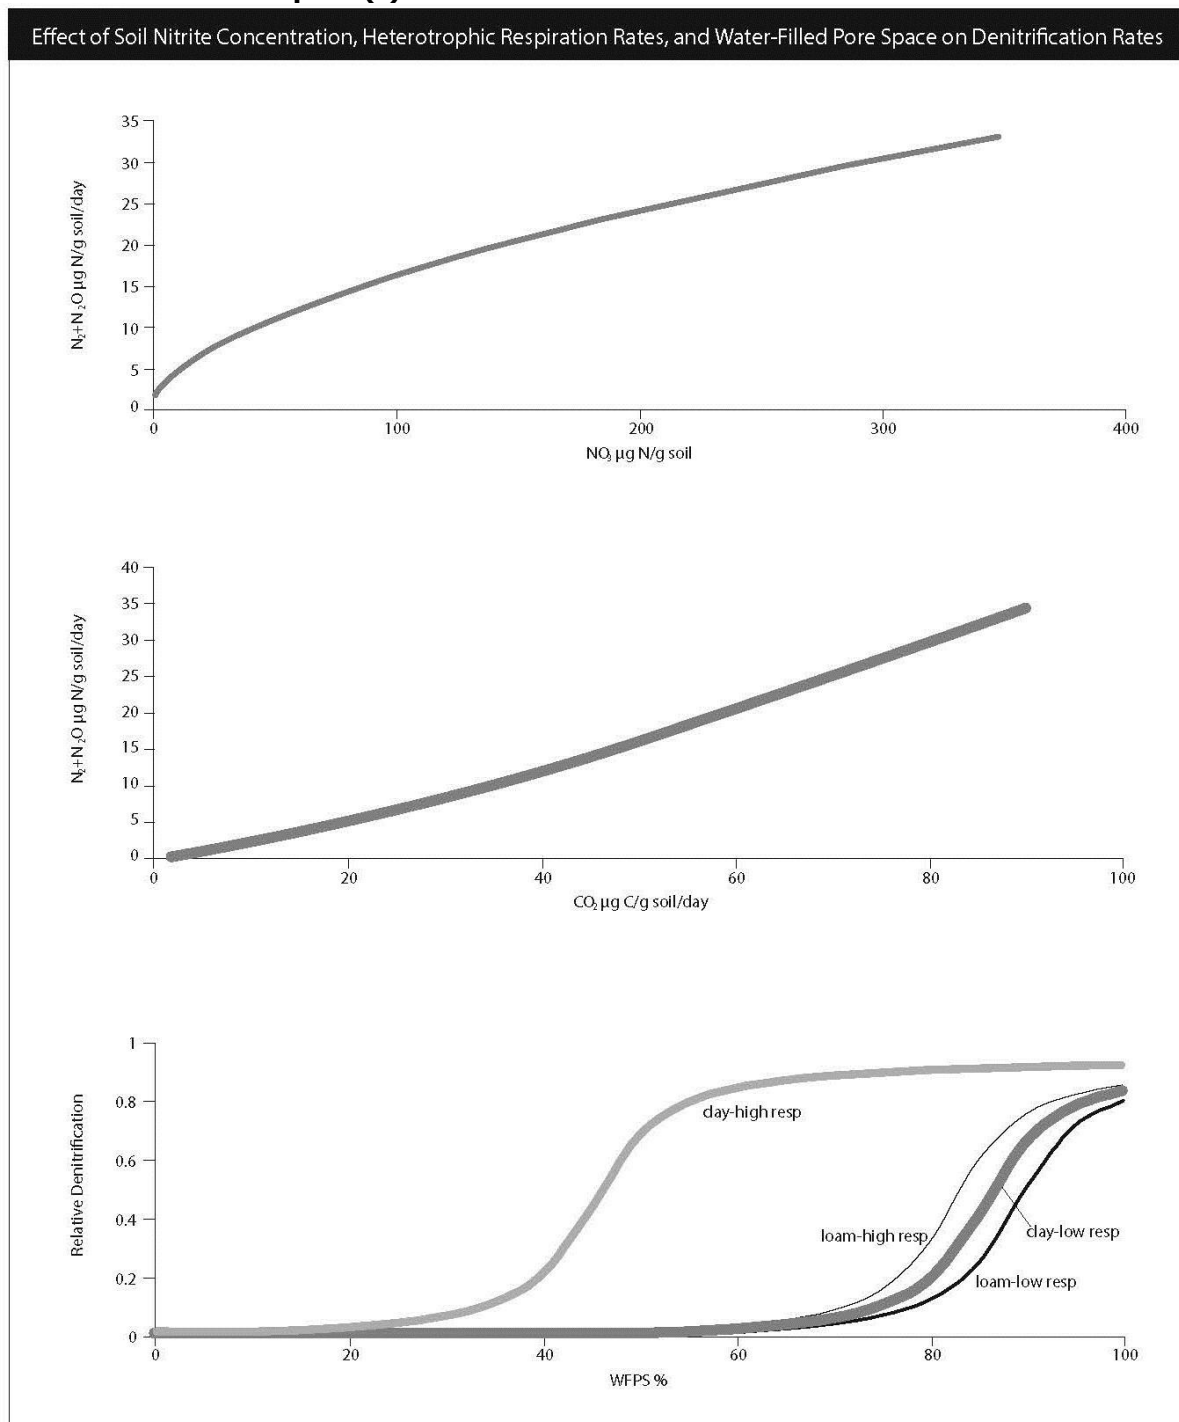 Effect of Soil Nitrite Concentration, Heterotrophic Respiration Rates, and Water-Filled Pore Space on Denitrification Rates
35
30
25
20
15
10
5
0
N₂+N₂O µg N/g soil/day
0 100 200 300 400
NO₃ µg N/g soil
40
35
30
25
20
15
10
5
0
N₂+N₂O µg N/g soil/day
0 20 40 60 80 100
CO₂ µg C/g soil/day
1
0.8
0.6
0.4
0.2
0
Relative Denitrification
clay-high resp
loam-high resp
clay-low resp
loam-low resp
0 20 40 60 80 100
WFPS %